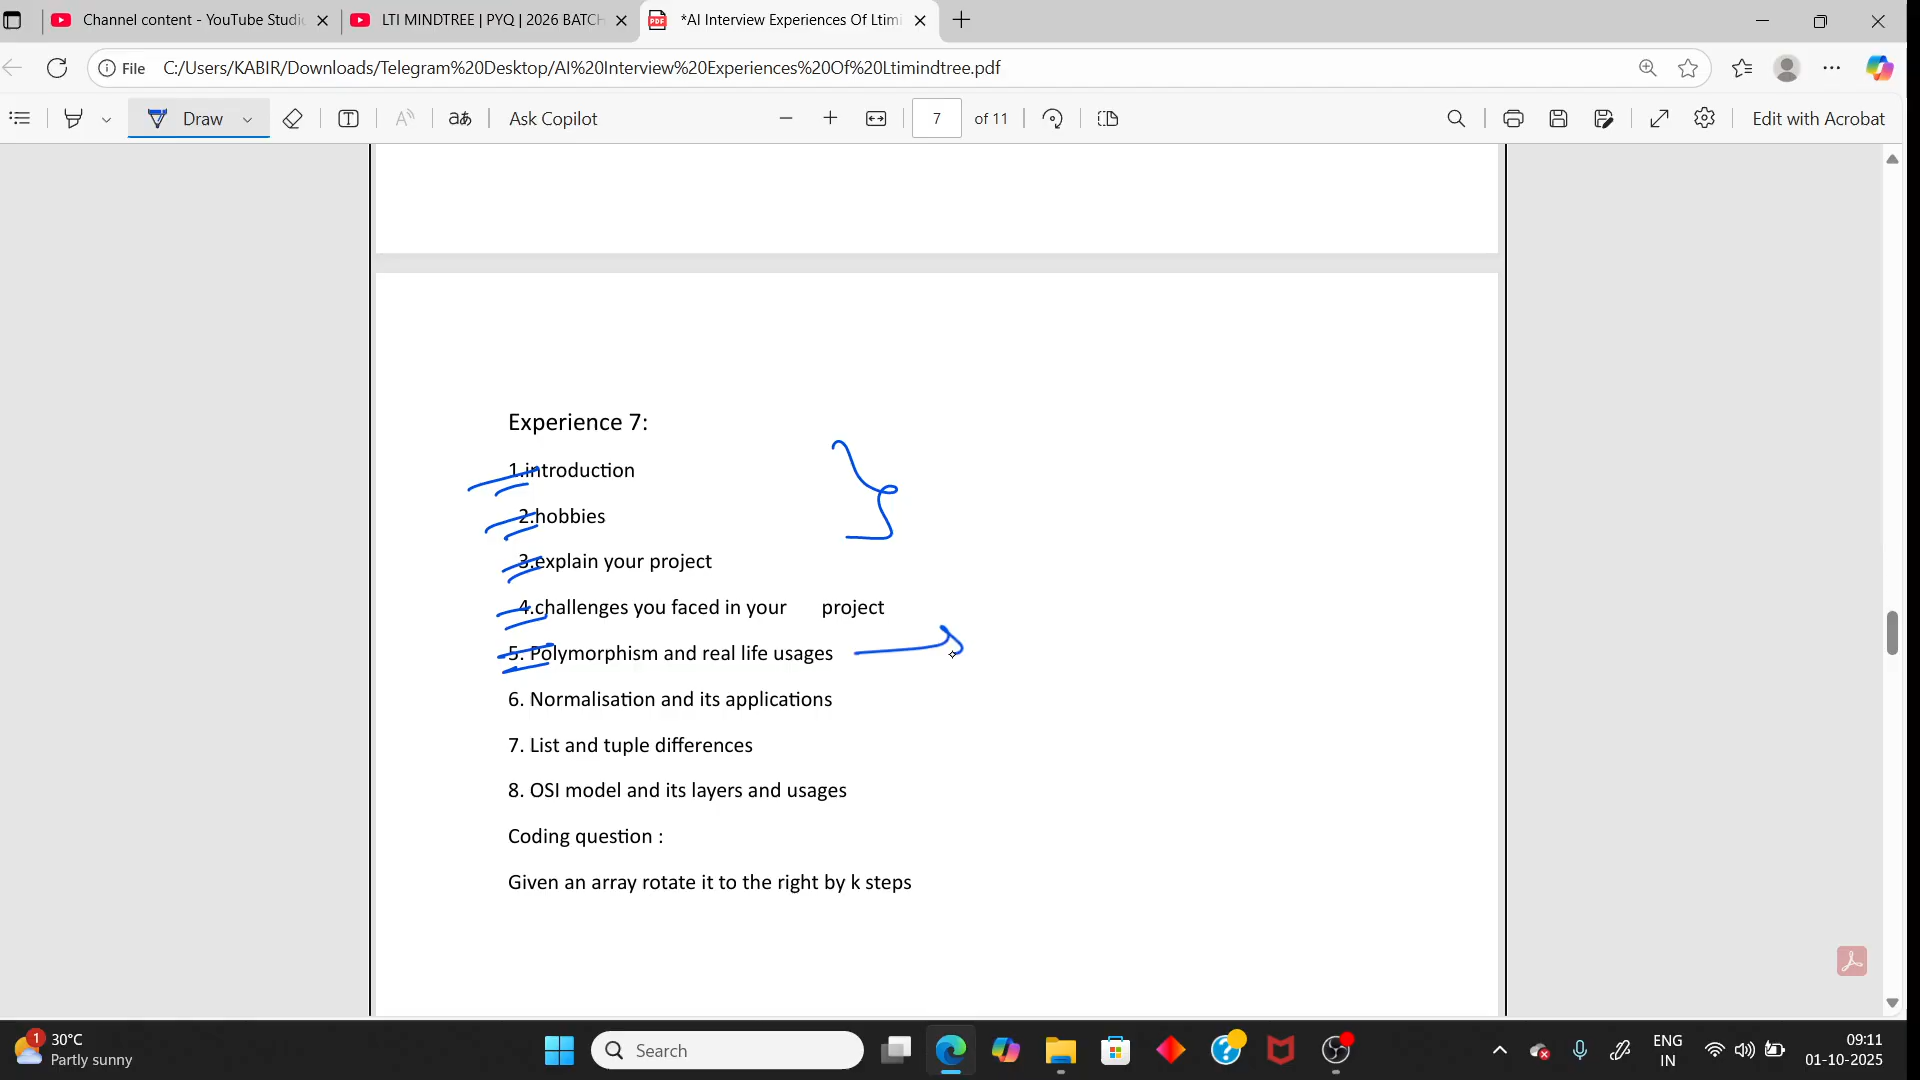 Channel content - YouTube Studi
LTI MINDTREE | PYQ | 2026 BATCH
*AI Interview Experiences Of Ltimi
File
C:/Users/KABIR/Downloads/Telegram%20Desktop/AI%20Interview%20Experiences%20Of%20Ltimindtree.pdf
Draw
Ask Copilot
7
of 11
Edit with Acrobat
Experience 7:
1.introduction
2.hobbies
3.explain your project
4.challenges you faced in your project
5. Polymorphism and real life usages
6. Normalisation and its applications
7. List and tuple differences
8. OSI model and its layers and usages
Coding question :
Given an array rotate it to the right by k steps
1
30°C
Partly sunny
Search
ENG
IN
09:11
01-10-2025